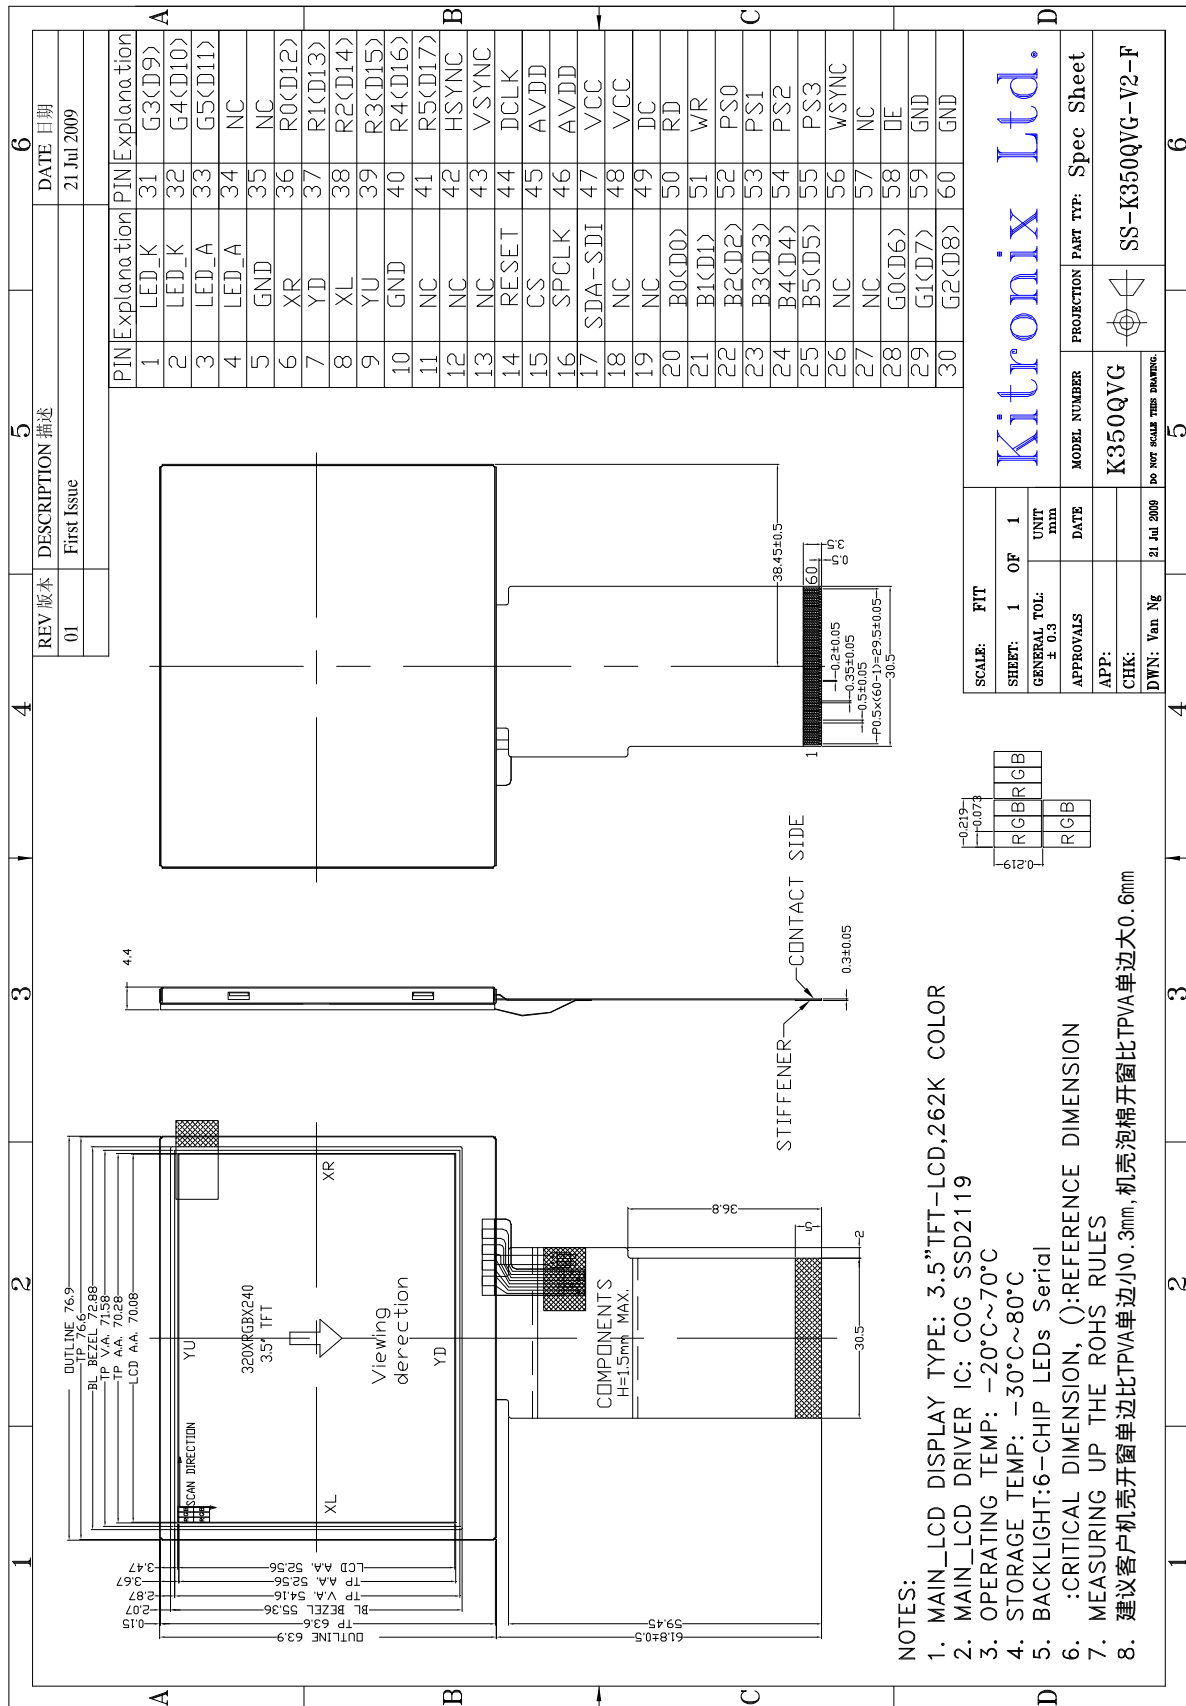 REV 版本 DESCRIPTION 描述 DATE 日期
01 First Issue 21 Jul 2009
PIN Explanation PIN Explanation
1 LED_K 31 G3(D9)
2 LED_K 32 G4(D10)
3 LED_A 33 G5(D11)
4 LED_A 34 NC
5 GND 35 NC
6 XR 36 R0(D12)
7 YD 37 R1(D13)
8 XL 38 R2(D14)
9 YU 39 R3(D15)
10 GND 40 R4(D16)
11 NC 41 R5(D17)
12 NC 42 HSYNC
13 NC 43 VSYNC
14 RESET 44 DCLK
15 CS 45 AVDD
16 SPCLK 46 AVDD
17 SDA-SDI 47 VCC
18 NC 48 VCC
19 NC 49 DC
20 B0(D0) 50 RD
21 B1(D1) 51 WR
22 B2(D2) 52 PS0
23 B3(D3) 53 PS1
24 B4(D4) 54 PS2
25 B5(D5) 55 PS3
26 NC 56 WSYNC
27 NC 57 NC
28 G0(D6) 58 DE
29 G1(D7) 59 GND
30 G2(D8) 60 GND
OUTLINE 76.9
TP 76.6
BL BEZEL 72.88
TP V.A. 71.58
TP A.A. 70.28
LCD A.A. 70.08
OUTLINE 63.9
TP 63.6
BL BEZEL 55.36
TP V.A. 54.16
TP A.A. 52.56
LCD A.A. 52.56
0.15
2.07
2.87
3.67
3.47
SCAN DIRECTION
YU
320XRGBX240
3.5" TFT
XL
XR
Viewing
derection
YD
COMPONENTS
H=1.5mm MAX.
61.8±0.5
59.45
36.8
5
2
30.5
4.4
STIFFENER
CONTACT SIDE
0.3±0.05
38.45±0.5
3.5
0.5
1
60
0.2±0.05
0.35±0.05
0.5±0.05
P0.5x(60-1)=29.5±0.05
30.5
0.219
0.073
0.219
R G B R G B
R G B
NOTES:
1. MAIN_LCD DISPLAY TYPE: 3.5"TFT-LCD,262K COLOR
2. MAIN_LCD DRIVER IC: COG SSD2119
3. OPERATING TEMP: -20°C~70°C
4. STORAGE TEMP: -30°C~80°C
5. BACKLIGHT:6-CHIP LEDs Serial
6. :CRITICAL DIMENSION, ():REFERENCE DIMENSION
7. MEASURING UP THE ROHS RULES
8. 建议客户机壳开窗单边比TPVA单边小0.3mm,机壳泡棉开窗比TPVA单边大0.6mm
SCALE: FIT
SHEET: 1 OF 1
GENERAL TOL: ± 0.3
UNIT mm
APPROVALS DATE
APP:
CHK:
DWN: Van Ng 21 Jul 2009
Kitronix Ltd.
MODEL NUMBER
K350QVG
PROJECTION
PART TYP: Spec Sheet
SS-K350QVG-V2-F
DO NOT SCALE THIS DRAWING.
1 2 3 4 5 6
1 2 3 4 5 6
A B C D
A B C D